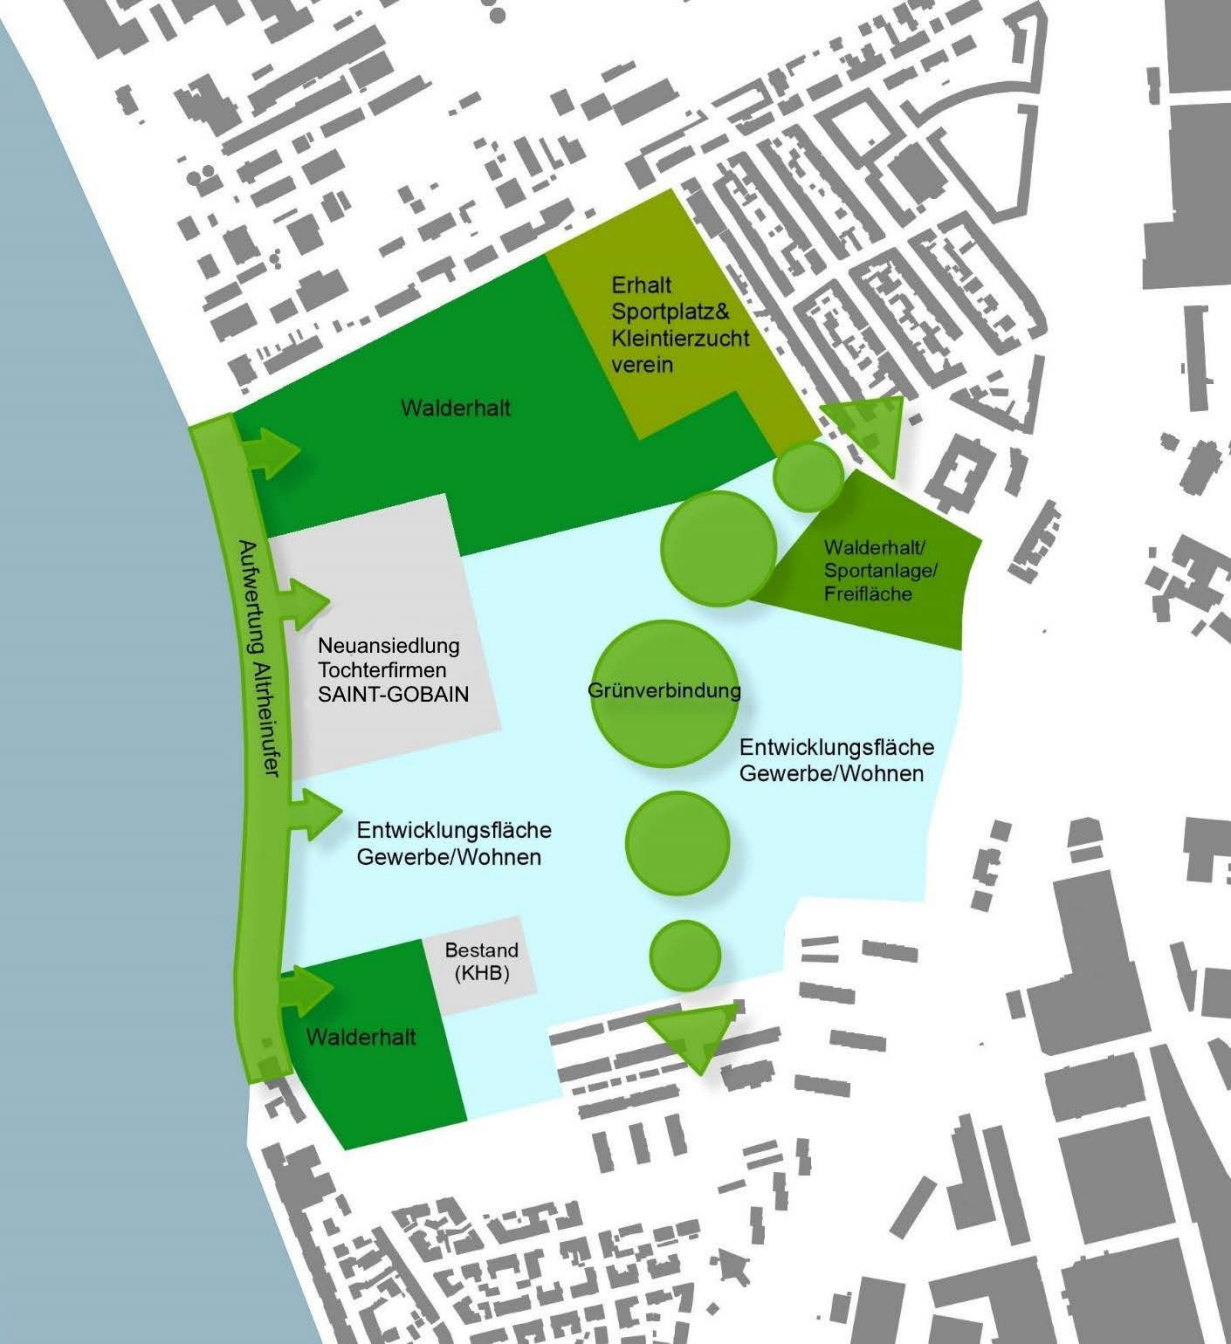 Erhalt
Sportplatz&
Kleintierzucht
verein
Walderhalt
Aufwertung Altrheinufer
Walderhalt/
Sportanlage/
Freifläche
Neuansiedlung
Tochterfirmen
SAINT-GOBAIN
Grünverbindung
Entwicklungsfläche
Gewerbe/Wohnen
Entwicklungsfläche
Gewerbe/Wohnen
Bestand
(KHB)
Walderhalt